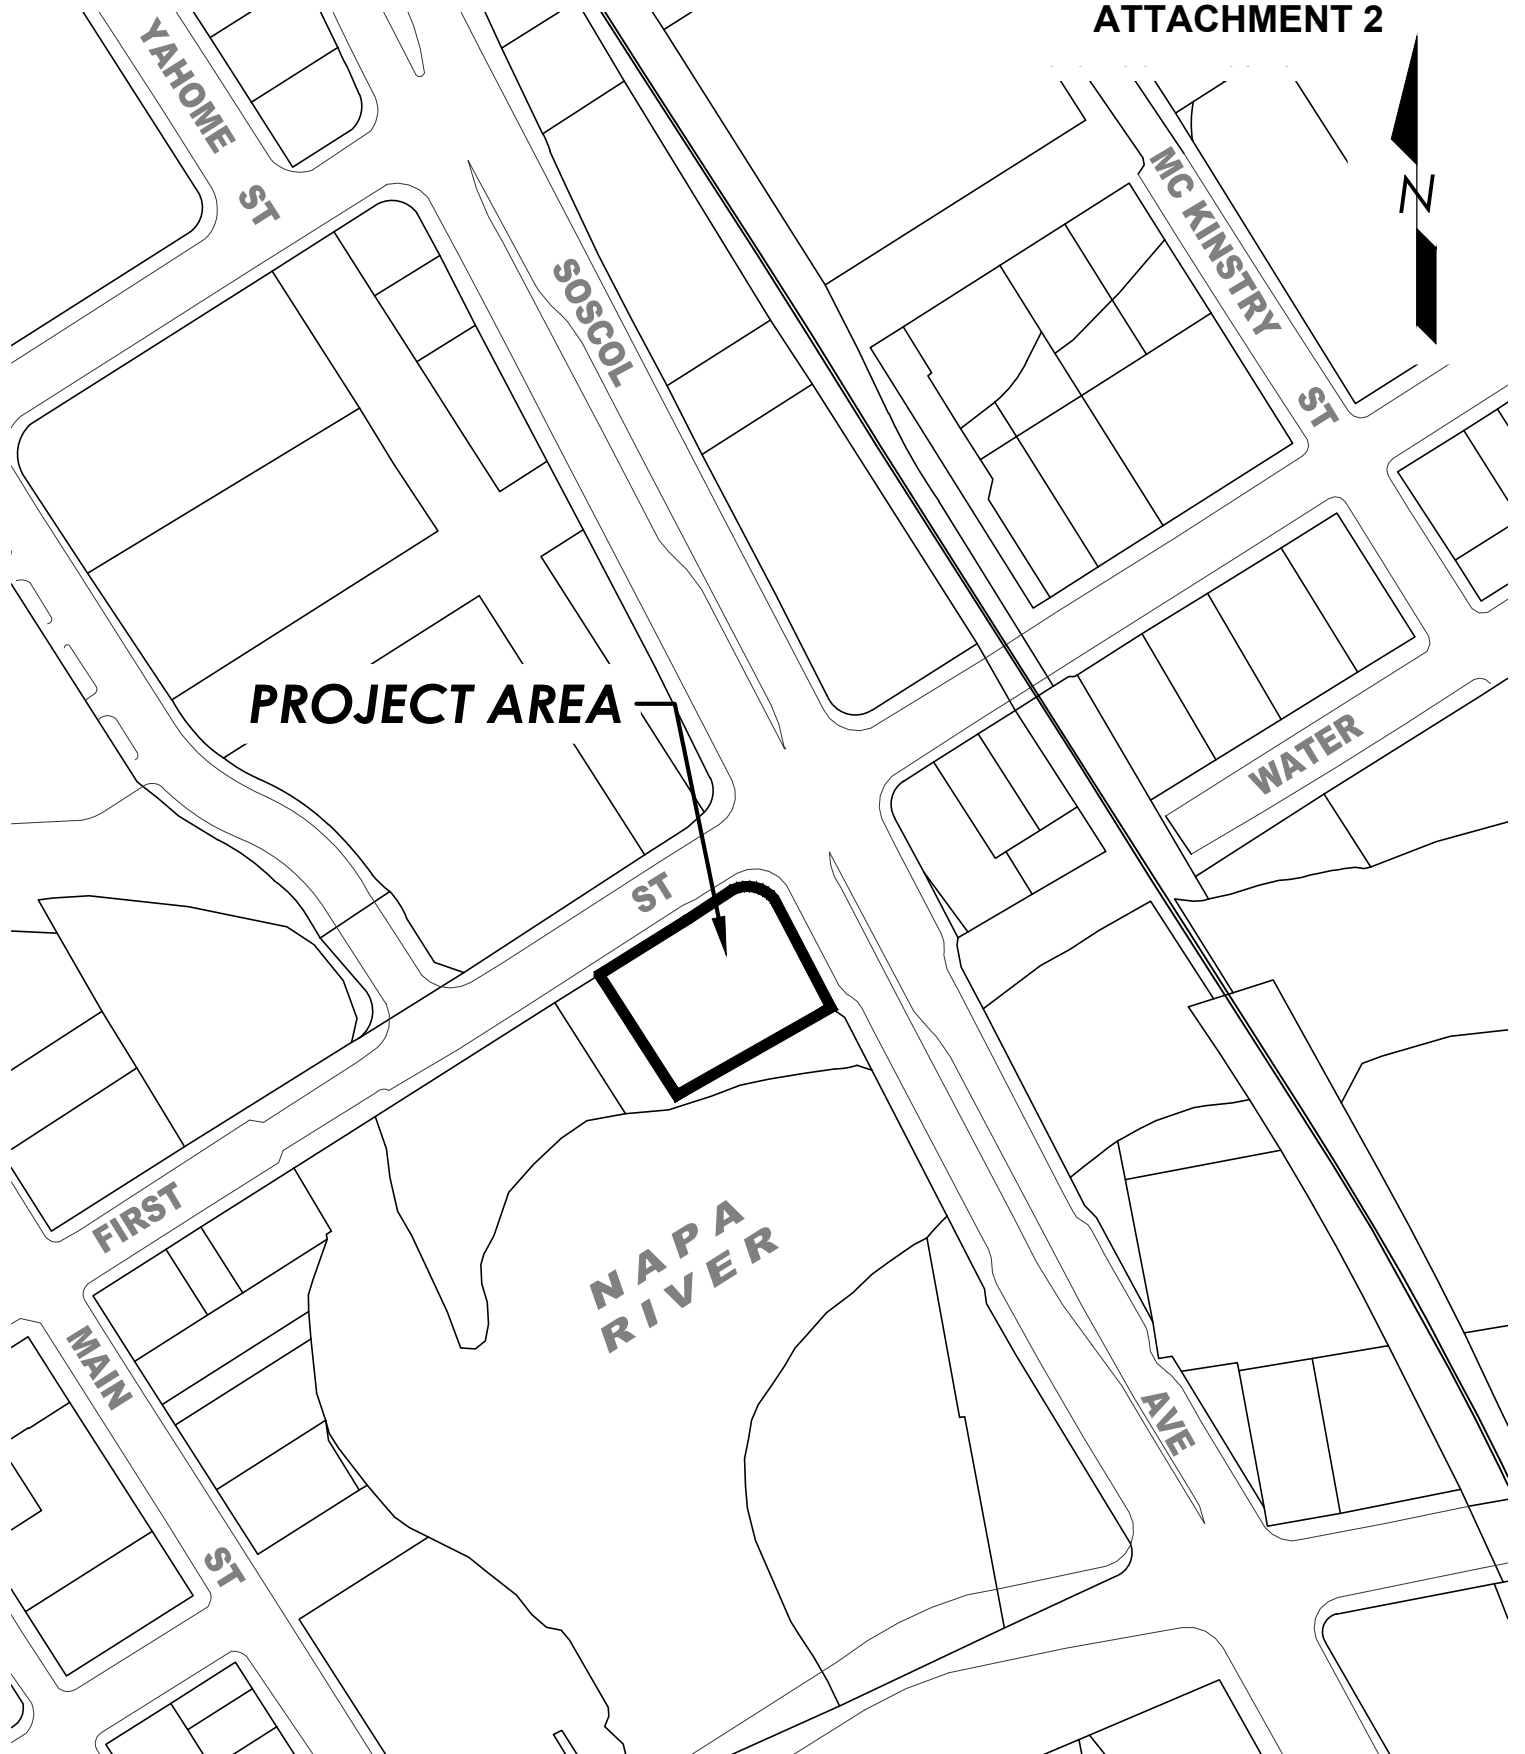 ATTACHMENT 2
YAHOME
ST
N
MC KINSTRY
ST
SOSCOL
PROJECT AREA
WATER
ST
FIRST
NAPA
RIVER
MAIN
ST
AVE